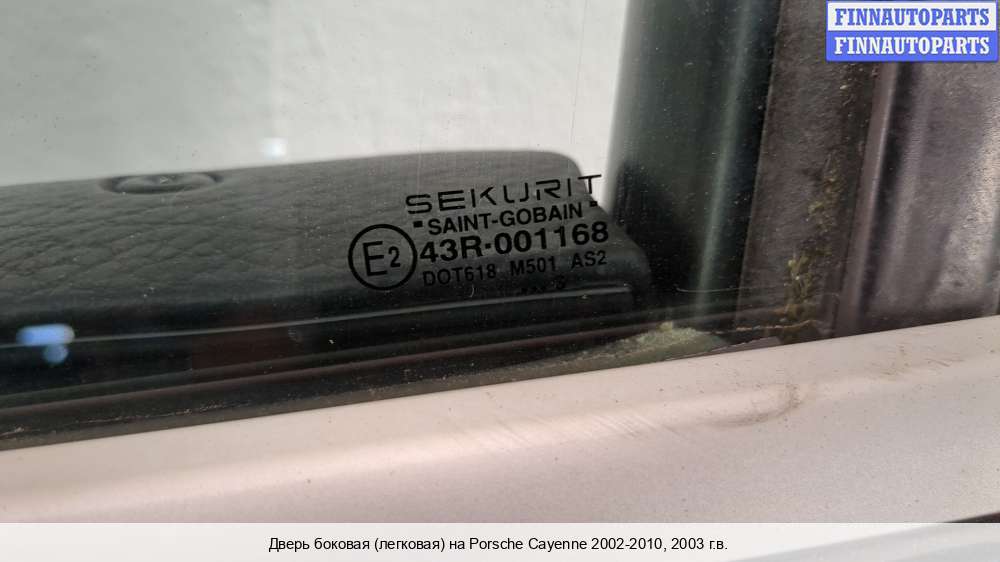 FINNAUTOPARTS
FINNAUTOPARTS
SEKURIT
SAINT-GOBAIN
E2
43R-001168
DOT618 M501 AS2
Дверь боковая (легковая) на Porsche Cayenne 2002-2010, 2003 г.в.